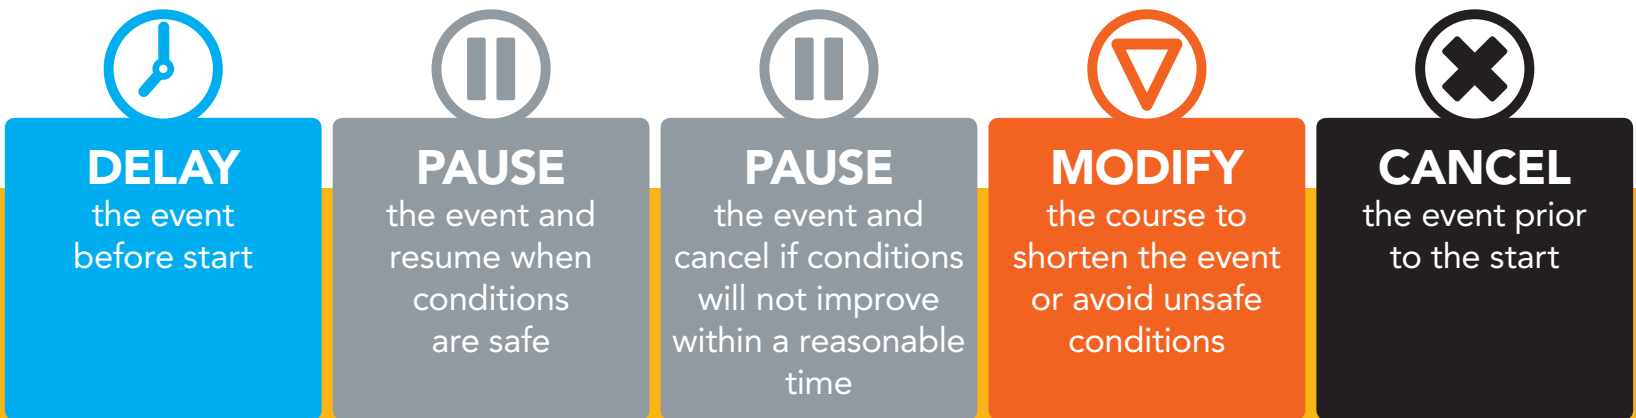 DELAY
the event
before start
PAUSE
the event and
resume when
conditions
are safe
PAUSE
the event and
cancel if conditions
will not improve
within a reasonable
time
MODIFY
the course to
shorten the event
or avoid unsafe
conditions
CANCEL
the event prior
to the start